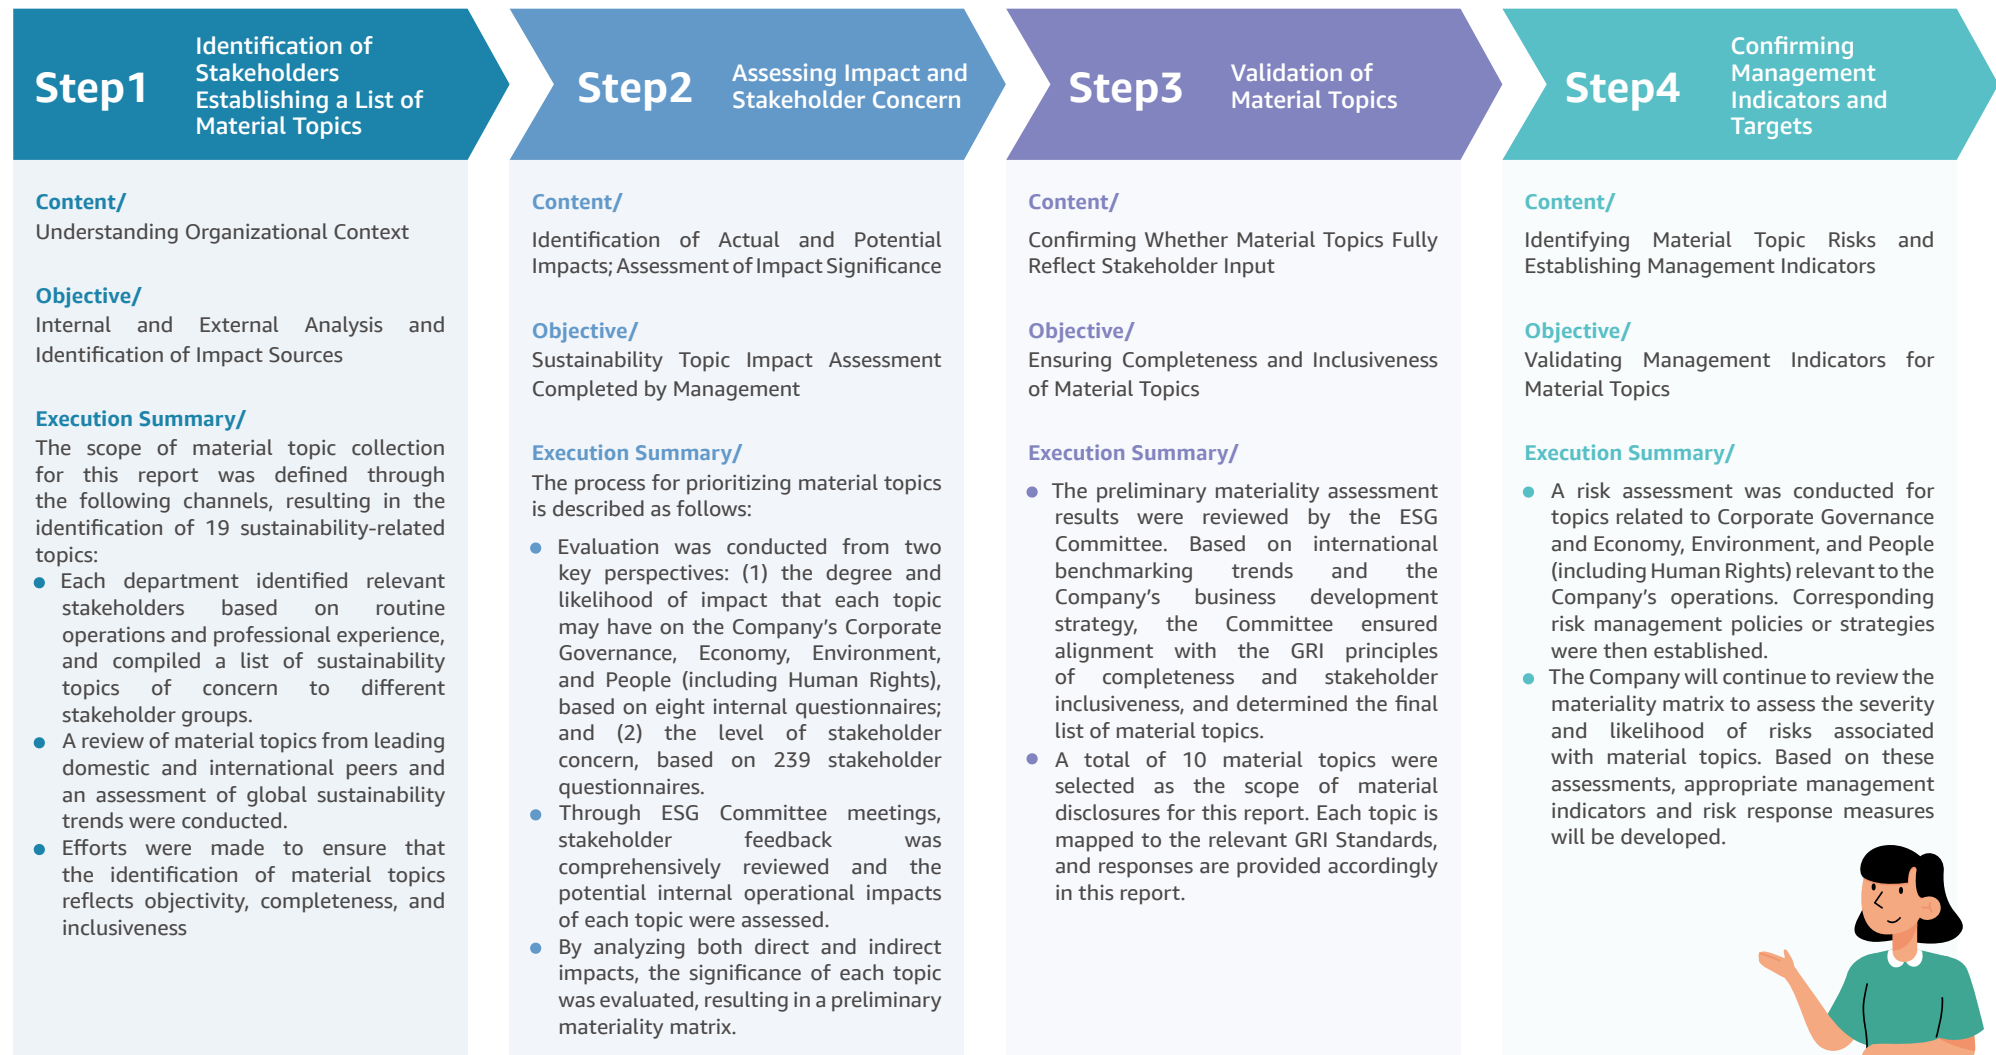 Step1
Identification of
Stakeholders
Establishing a List of
Material Topics
Content/
Understanding Organizational Context
Objective/
Internal and External Analysis and
Identification of Impact Sources
Execution Summary/
The scope of material topic collection
for this report was defined through
the following channels, resulting in the
identification of 19 sustainability-related
topics:
● Each department identified relevant
stakeholders based on routine
operations and professional experience,
and compiled a list of sustainability
topics of concern to different
stakeholder groups.
● A review of material topics from leading
domestic and international peers and
an assessment of global sustainability
trends were conducted.
● Efforts were made to ensure that
the identification of material topics
reflects objectivity, completeness, and
inclusiveness
Step2
Assessing Impact and
Stakeholder Concern
Content/
Identification of Actual and Potential
Impacts; Assessment of Impact Significance
Objective/
Sustainability Topic Impact Assessment
Completed by Management
Execution Summary/
The process for prioritizing material topics
is described as follows:
● Evaluation was conducted from two
key perspectives: (1) the degree and
likelihood of impact that each topic
may have on the Company's Corporate
Governance, Economy, Environment,
and People (including Human Rights),
based on eight internal questionnaires;
and (2) the level of stakeholder
concern, based on 239 stakeholder
questionnaires.
● Through ESG Committee meetings,
stakeholder feedback was
comprehensively reviewed and the
potential internal operational impacts
of each topic were assessed.
● By analyzing both direct and indirect
impacts, the significance of each topic
was evaluated, resulting in a preliminary
materiality matrix.
Step3
Validation of
Material Topics
Content/
Confirming Whether Material Topics Fully
Reflect Stakeholder Input
Objective/
Ensuring Completeness and Inclusiveness
of Material Topics
Execution Summary/
● The preliminary materiality assessment
results were reviewed by the ESG
Committee. Based on international
benchmarking trends and the
Company's business development
strategy, the Committee ensured
alignment with the GRI principles
of completeness and stakeholder
inclusiveness, and determined the final
list of material topics.
● A total of 10 material topics were
selected as the scope of material
disclosures for this report. Each topic is
mapped to the relevant GRI Standards,
and responses are provided accordingly
in this report.
Step4
Confirming
Management
Indicators and
Targets
Content/
Identifying Material Topic Risks and
Establishing Management Indicators
Objective/
Validating Management Indicators for
Material Topics
Execution Summary/
● A risk assessment was conducted for
topics related to Corporate Governance
and Economy, Environment, and People
(including Human Rights) relevant to the
Company's operations. Corresponding
risk management policies or strategies
were then established.
● The Company will continue to review the
materiality matrix to assess the severity
and likelihood of risks associated
with material topics. Based on these
assessments, appropriate management
indicators and risk response measures
will be developed.